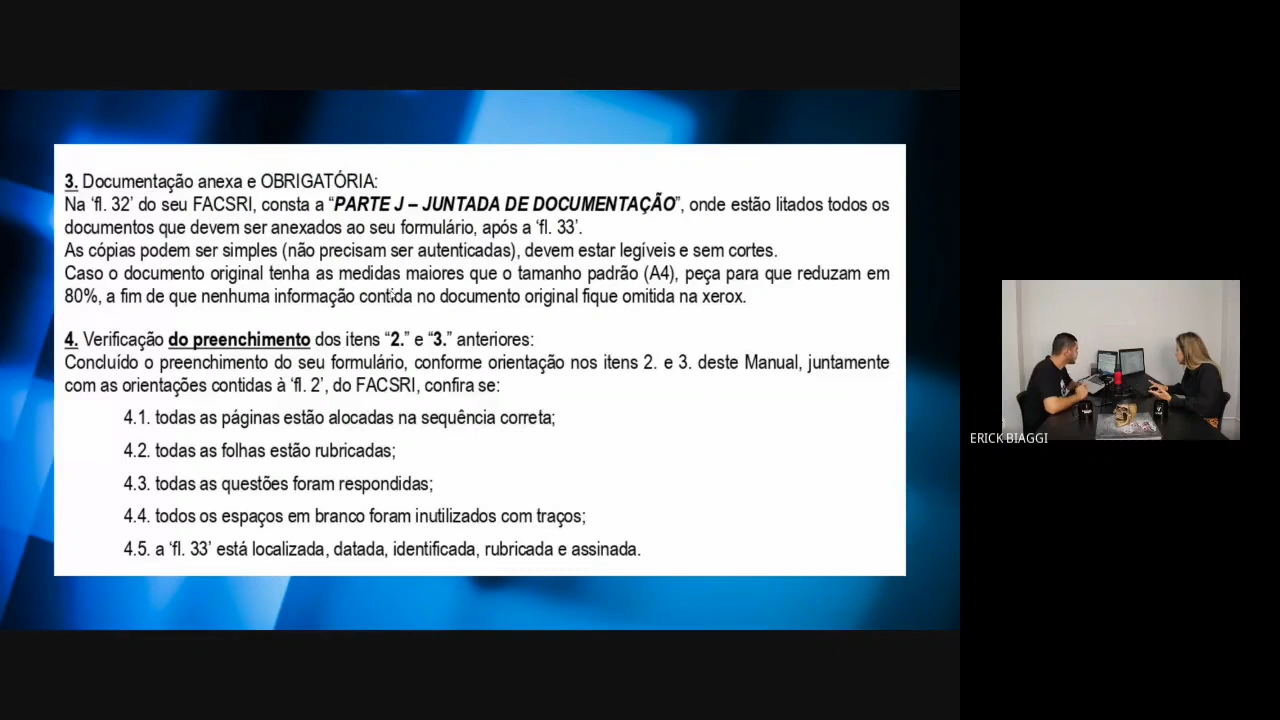 3. Documentação anexa e OBRIGATÓRIA:
Na ‘fl. 32’ do seu FACSRI, consta a “PARTE J – JUNTADA DE DOCUMENTAÇÃO”, onde estão litados todos os
documentos que devem ser anexados ao seu formulário, após a ‘fl. 33’.
As cópias podem ser simples (não precisam ser autenticadas), devem estar legíveis e sem cortes.
Caso o documento original tenha as medidas maiores que o tamanho padrão (A4), peça para que reduzam em
80%, a fim de que nenhuma informação contida no documento original fique omitida na xerox.
4. Verificação do preenchimento dos itens “2.” e “3.” anteriores:
Concluído o preenchimento do seu formulário, conforme orientação nos itens 2. e 3. deste Manual, juntamente
com as orientações contidas à ‘fl. 2’, do FACSRI, confira se:
4.1. todas as páginas estão alocadas na sequência correta;
4.2. todas as folhas estão rubricadas;
4.3. todas as questões foram respondidas;
4.4. todos os espaços em branco foram inutilizados com traços;
4.5. a ‘fl. 33’ está localizada, datada, identificada, rubricada e assinada.
ERICK BIAGGI